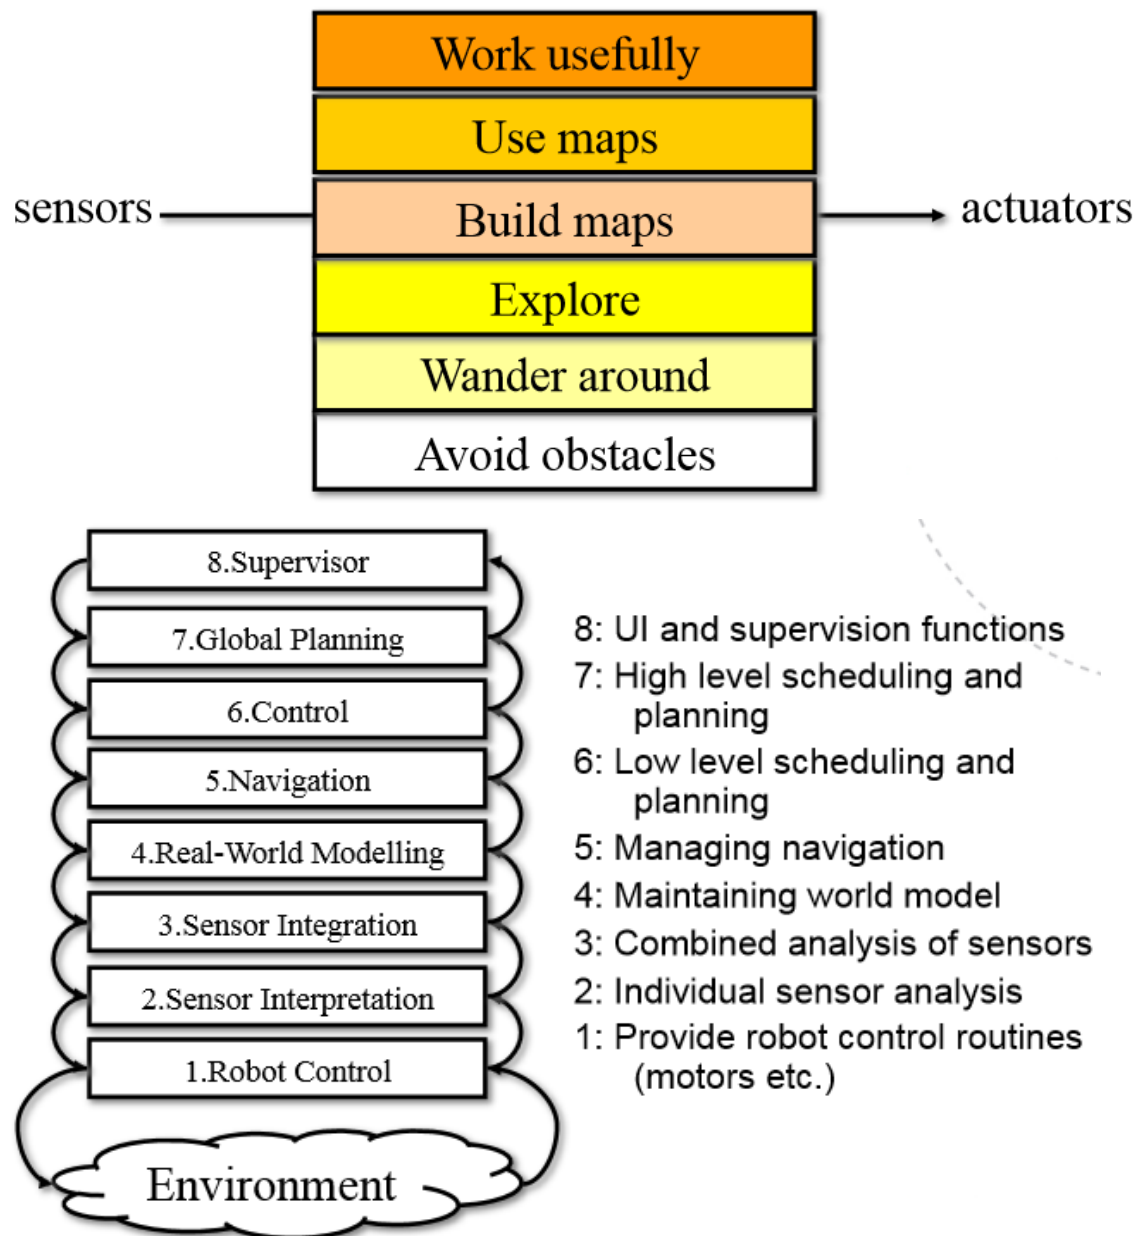 Work usefully
Use maps
sensors
Build maps
actuators
Explore
Wander around
Avoid obstacles
8.Supervisor
7.Global Planning
6.Control
5.Navigation
4.Real-World Modelling
3.Sensor Integration
2.Sensor Interpretation
1.Robot Control
Environment
8: UI and supervision functions
7: High level scheduling and
planning
6: Low level scheduling and
planning
5: Managing navigation
4: Maintaining world model
3: Combined analysis of sensors
2: Individual sensor analysis
1: Provide robot control routines
(motors etc.)